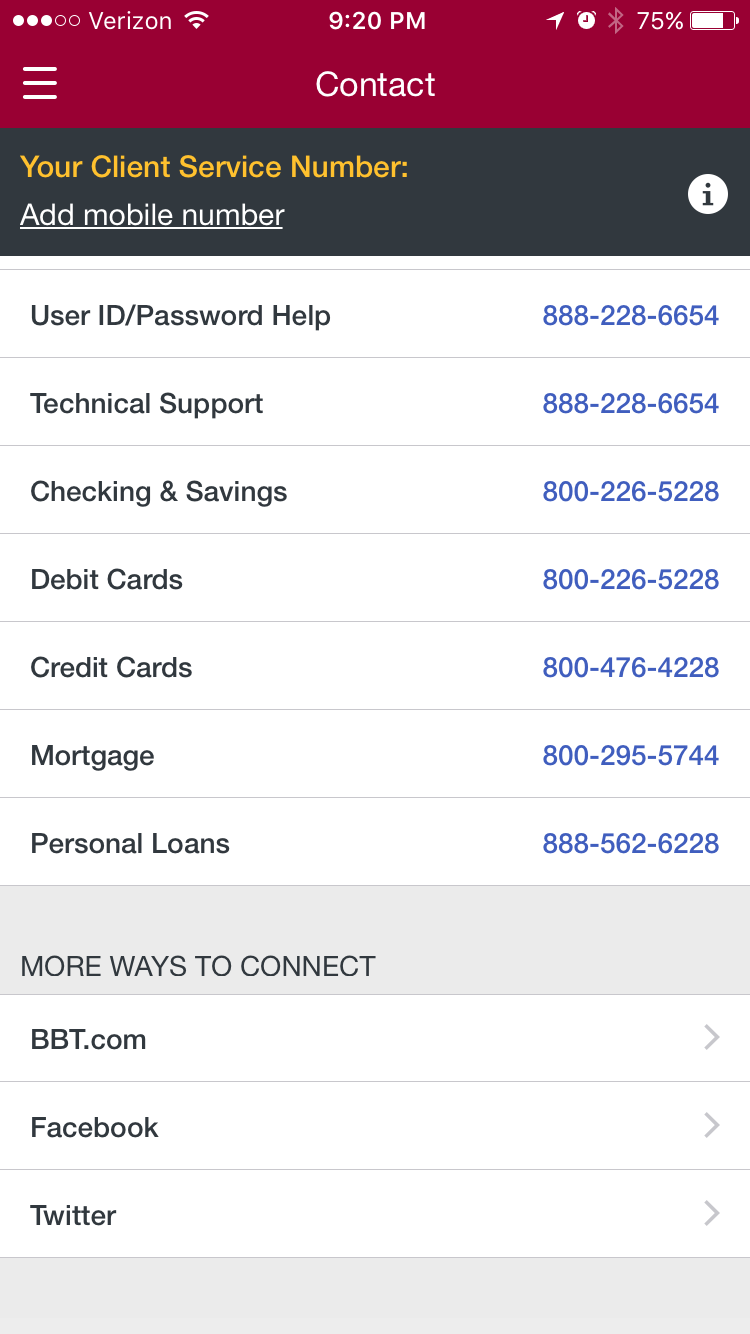 Verizon 9:20 PM 75%
Contact
Your Client Service Number:
Add mobile number
i
User ID/Password Help 888-228-6654
Technical Support 888-228-6654
Checking & Savings 800-226-5228
Debit Cards 800-226-5228
Credit Cards 800-476-4228
Mortgage 800-295-5744
Personal Loans 888-562-6228
MORE WAYS TO CONNECT
BBT.com
Facebook
Twitter